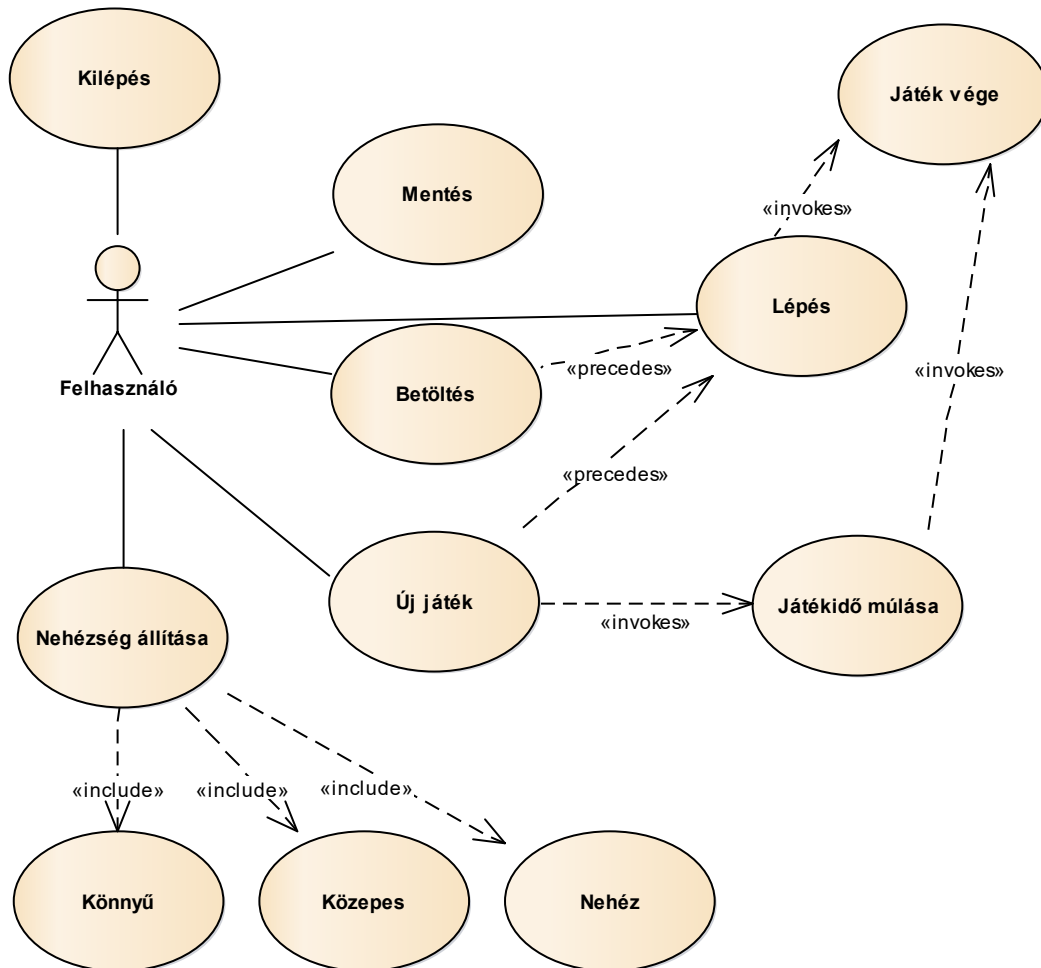 Kilépés
Játék vége
Mentés
«invokes»
Lépés
«precedes»
«invokes»
Felhasználó
Betöltés
«precedes»
Új játék
Játékidő múlása
«invokes»
Nehézség állítása
«include»
«include»
«include»
Könnyű
Közepes
Nehéz